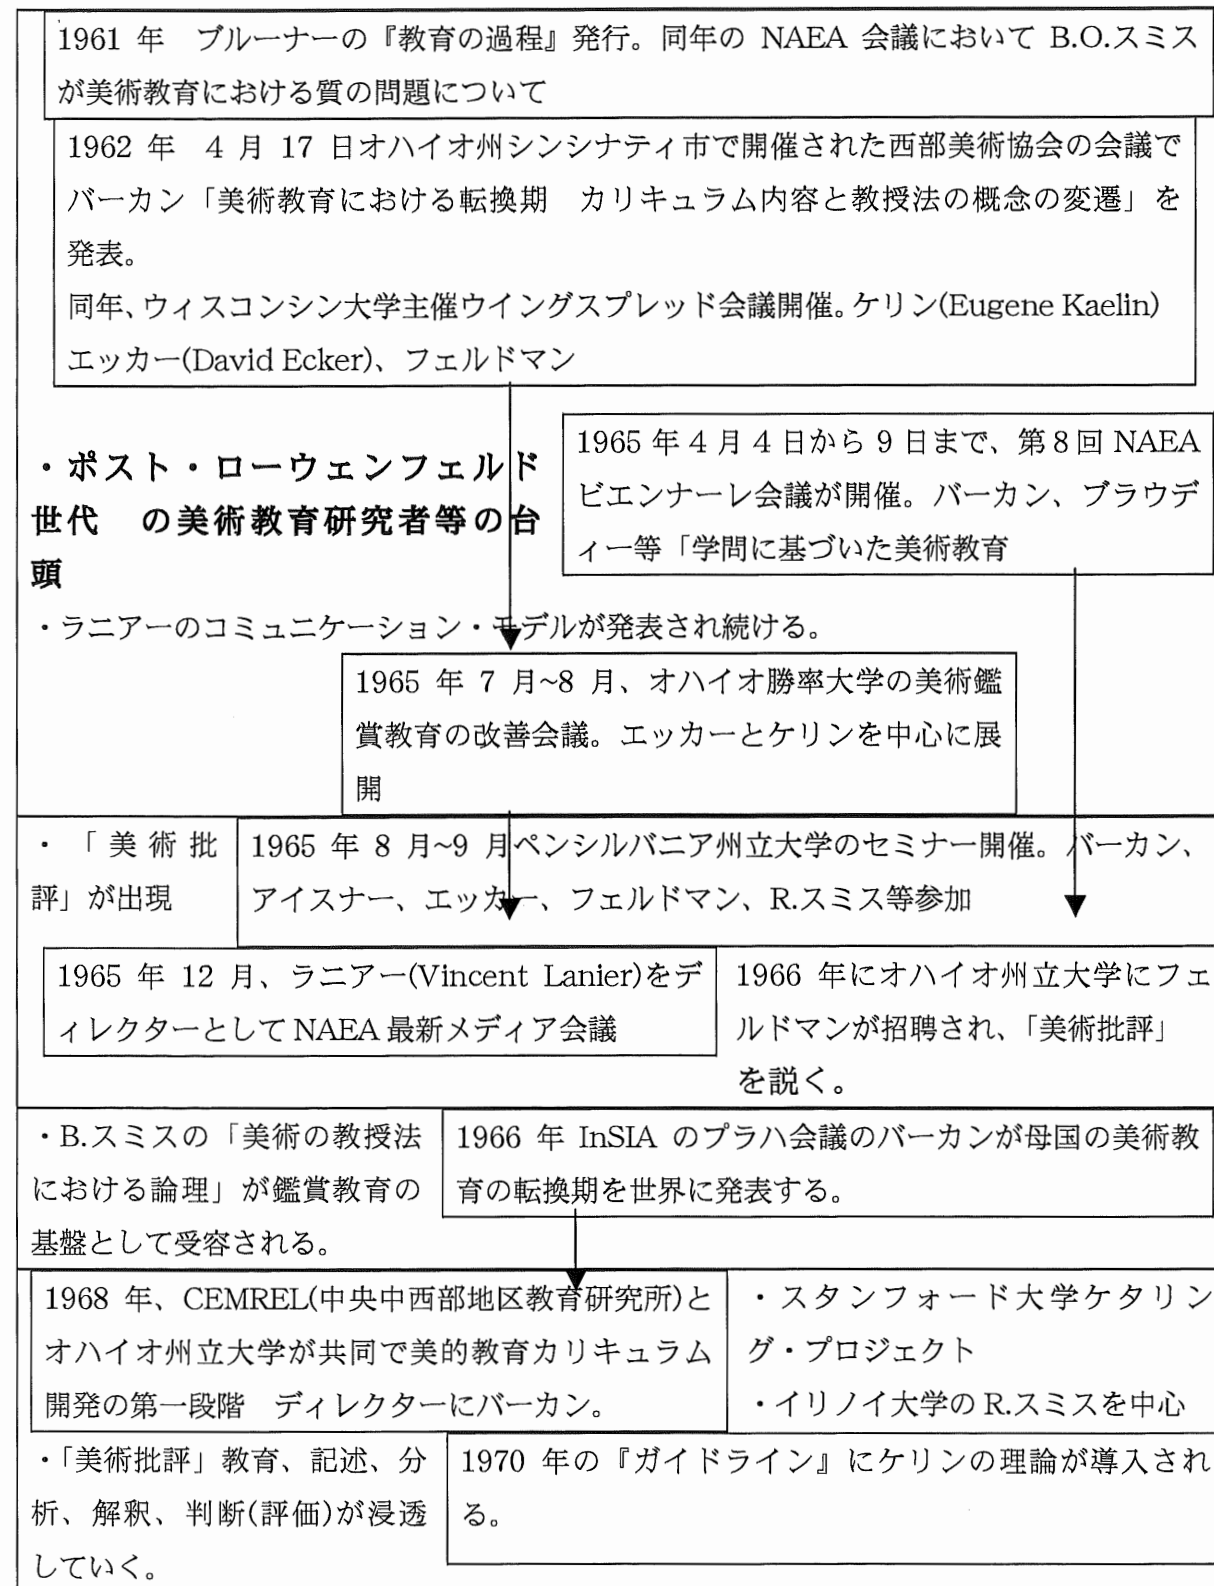 1961 年　ブルーナーの『教育の過程』発行。同年の NAEA 会議において B.O.スミス
が美術教育における質の問題について
1962 年　4 月 17 日オハイオ州シンシナティ市で開催された西部美術協会の会議で
バーカン「美術教育における転換期　カリキュラム内容と教授法の概念の変遷」を
発表。
同年、ウィスコンシン大学主催ウイングスプレッド会議開催。ケリン(Eugene Kaelin)
エッカー(David Ecker)、フェルドマン
・ポスト・ローウェンフェルド
世代　の美術教育研究者等の台
頭
1965 年 4 月 4 日から 9 日まで、第 8 回 NAEA
ビエンナーレ会議が開催。バーカン、ブラウデ
ィー等「学問に基づいた美術教育
・ラニアーのコミュニケーション・モデルが発表され続ける。
1965 年 7 月~8 月、オハイオ勝率大学の美術鑑
賞教育の改善会議。エッカーとケリンを中心に展
開
・「美術批
評」が出現
1965 年 8 月~9 月ペンシルバニア州立大学のセミナー開催。バーカン、
アイスナー、エッカー、フェルドマン、R.スミス等参加
1965 年 12 月、ラニアー(Vincent Lanier)をデ
ィレクターとして NAEA 最新メディア会議
1966 年にオハイオ州立大学にフェ
ルドマンが招聘され、「美術批評」
を説く。
・B.スミスの「美術の教授法
における論理」が鑑賞教育の
基盤として受容される。
1966 年 InSIA のプラハ会議のバーカンが母国の美術教
育の転換期を世界に発表する。
1968 年、CEMREL(中央中西部地区教育研究所)と
オハイオ州立大学が共同で美的教育カリキュラム
開発の第一段階　ディレクターにバーカン。
・スタンフォード大学ケタリン
グ・プロジェクト
・イリノイ大学の R.スミスを中心
・「美術批評」教育、記述、分
析、解釈、判断(評価)が浸透
していく。
1970 年の『ガイドライン』にケリンの理論が導入され
る。